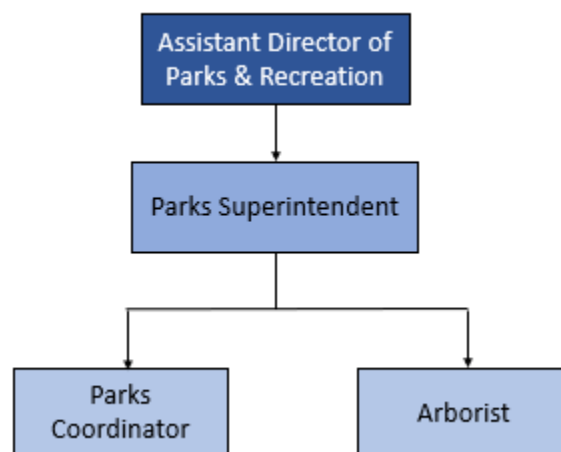 Assistant Director of
Parks & Recreation
Parks Superintendent
Parks
Coordinator
Arborist